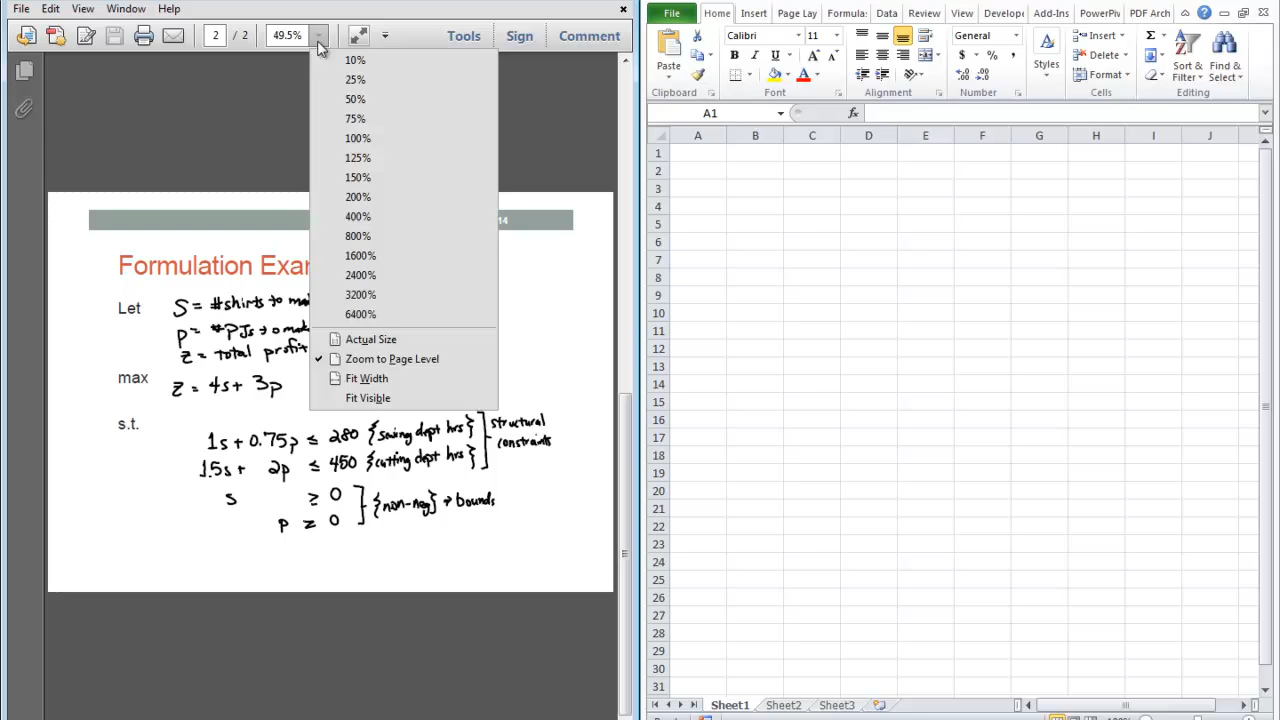 File Edit View Window Help
2 / 2 49.5% Tools Sign Comment
10%
25%
50%
75%
100%
125%
150%
200%
400%
800%
1600%
2400%
3200%
6400%
Actual Size
Zoom to Page Level
Fit Width
Fit Visible
14
Formulation Exa
Let S = #shirts to ma
p = #PJs to make
z = total profit
max z = 4s + 3p
s.t.
1s + 0.75p ≤ 280 {sewing dept hrs}
1.5s + 2p ≤ 450 {cutting dept hrs}
structural
constraints
s ≥ 0
p ≥ 0
{non-neg} → bounds
File Home Insert Page Lay Formula: Data Review View Develop Add-Ins PowerPiv PDF Arch
Paste
Calibri 11
B I U A
General
$ % ,
Styles
Insert
Delete
Format
Sort &
Filter
Find &
Select
Clipboard Font Alignment Number Cells Editing
A1 fx
A B C D E F G H I J
1
2
3
4
5
6
7
8
9
10
11
12
13
14
15
16
17
18
19
20
21
22
23
24
25
26
27
28
29
30
31
Sheet1 Sheet2 Sheet3